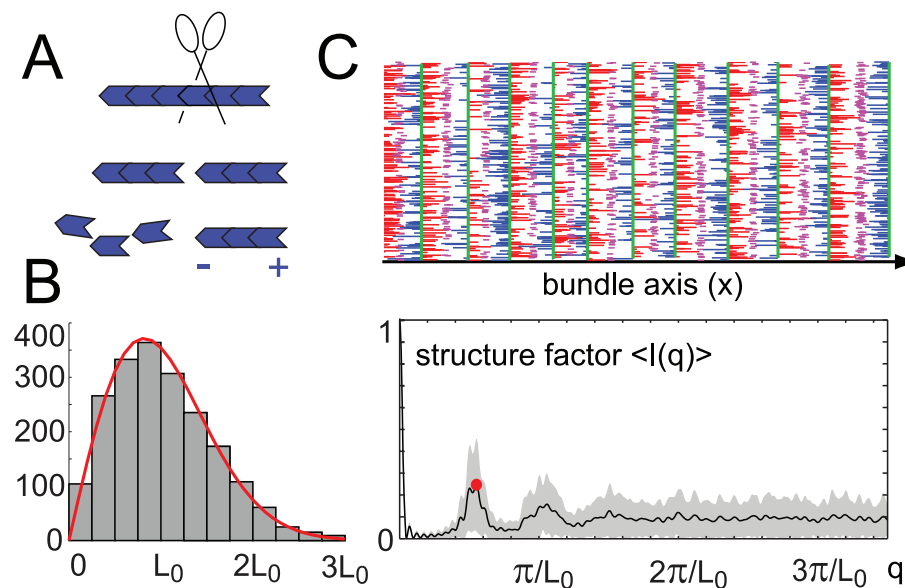 A
- +
B
400
300
200
100
0
0 L₀ 2L₀ 3L₀
C
bundle axis (x)
1
structure factor <I(q)>
0
π/L₀ 2π/L₀ 3π/L₀ q